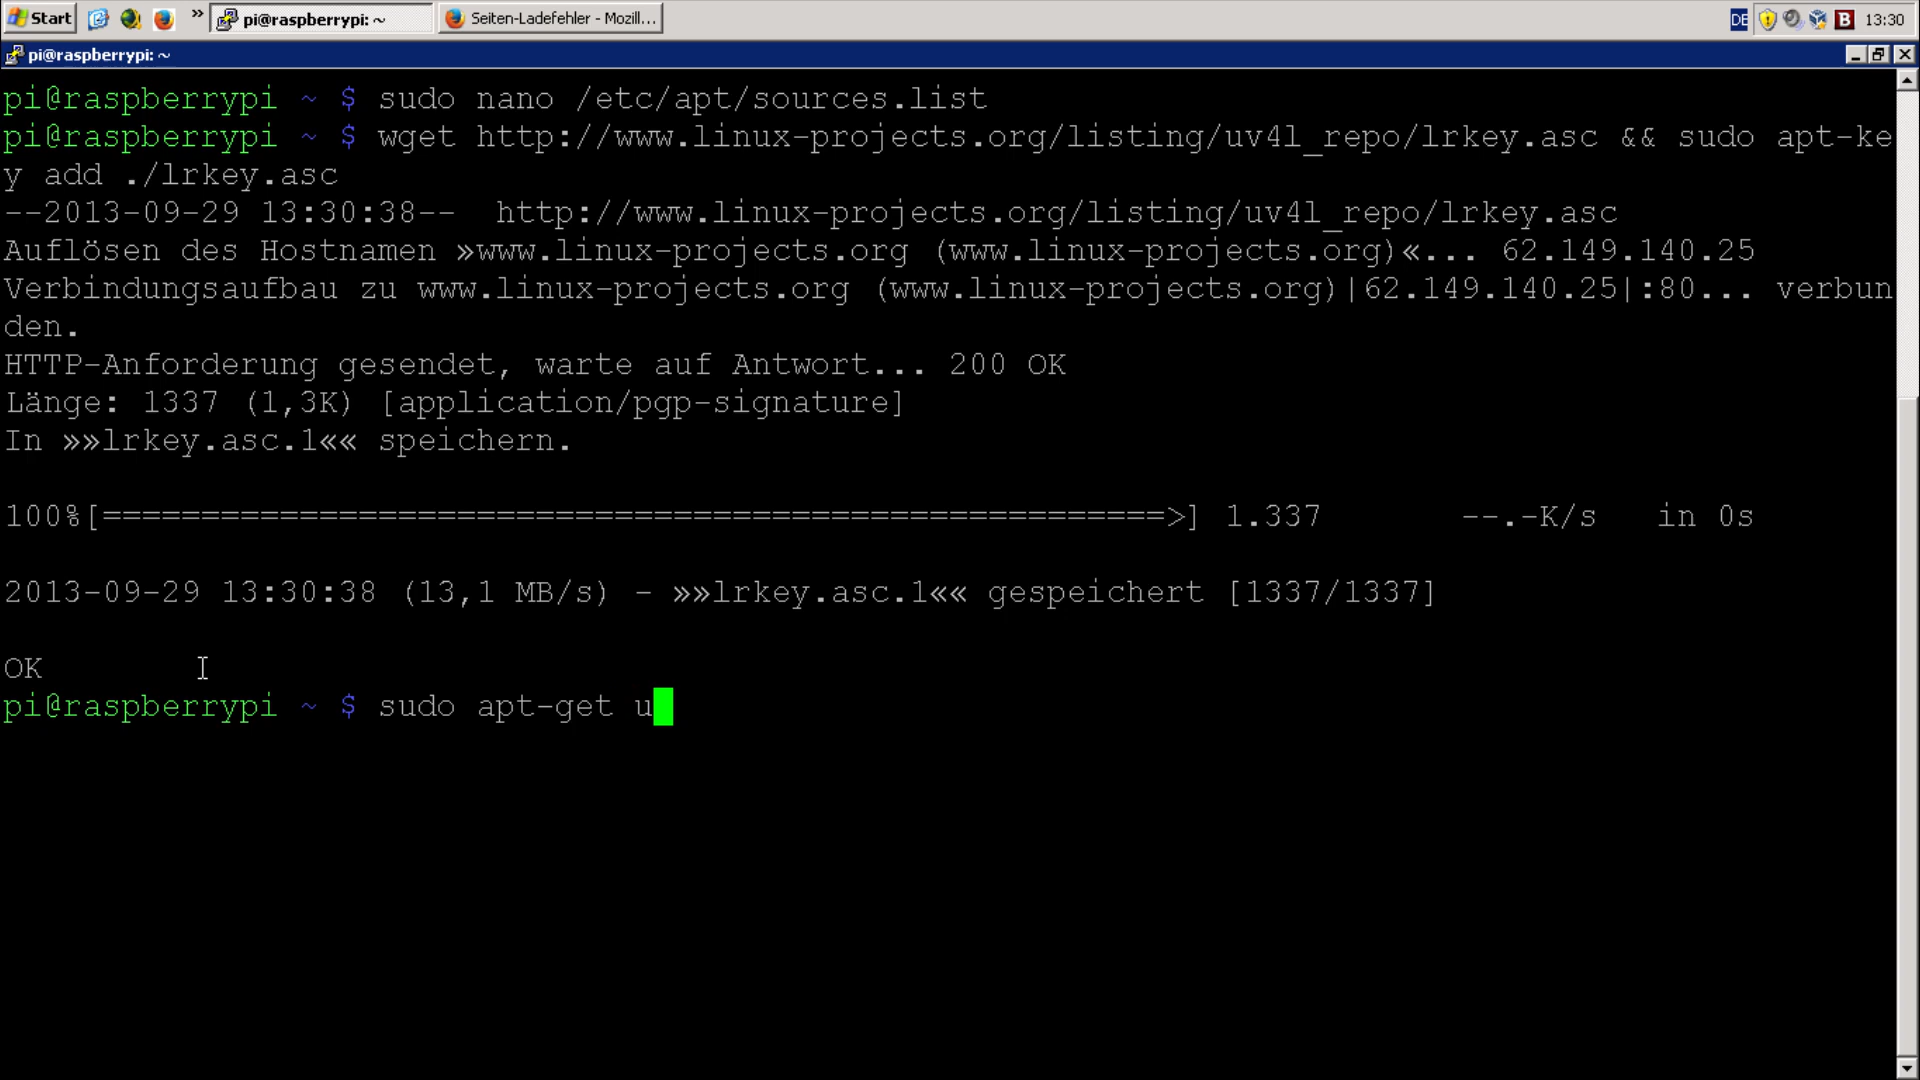 Start » pi@raspberrypi: ~ Seiten-Ladefehler - Mozill... DE B 13:30
pi@raspberrypi: ~
pi@raspberrypi ~ $ sudo nano /etc/apt/sources.list
pi@raspberrypi ~ $ wget http://www.linux-projects.org/listing/uv4l_repo/lrkey.asc && sudo apt-ke
y add ./lrkey.asc
--2013-09-29 13:30:38--  http://www.linux-projects.org/listing/uv4l_repo/lrkey.asc
Auflösen des Hostnamen »www.linux-projects.org (www.linux-projects.org)«... 62.149.140.25
Verbindungsaufbau zu www.linux-projects.org (www.linux-projects.org)|62.149.140.25|:80... verbun
den.
HTTP-Anforderung gesendet, warte auf Antwort... 200 OK
Länge: 1337 (1,3K) [application/pgp-signature]
In »»lrkey.asc.1«« speichern.
100%[======================================================>] 1.337       --.-K/s   in 0s
2013-09-29 13:30:38 (13,1 MB/s) - »»lrkey.asc.1«« gespeichert [1337/1337]
OK
pi@raspberrypi ~ $ sudo apt-get u